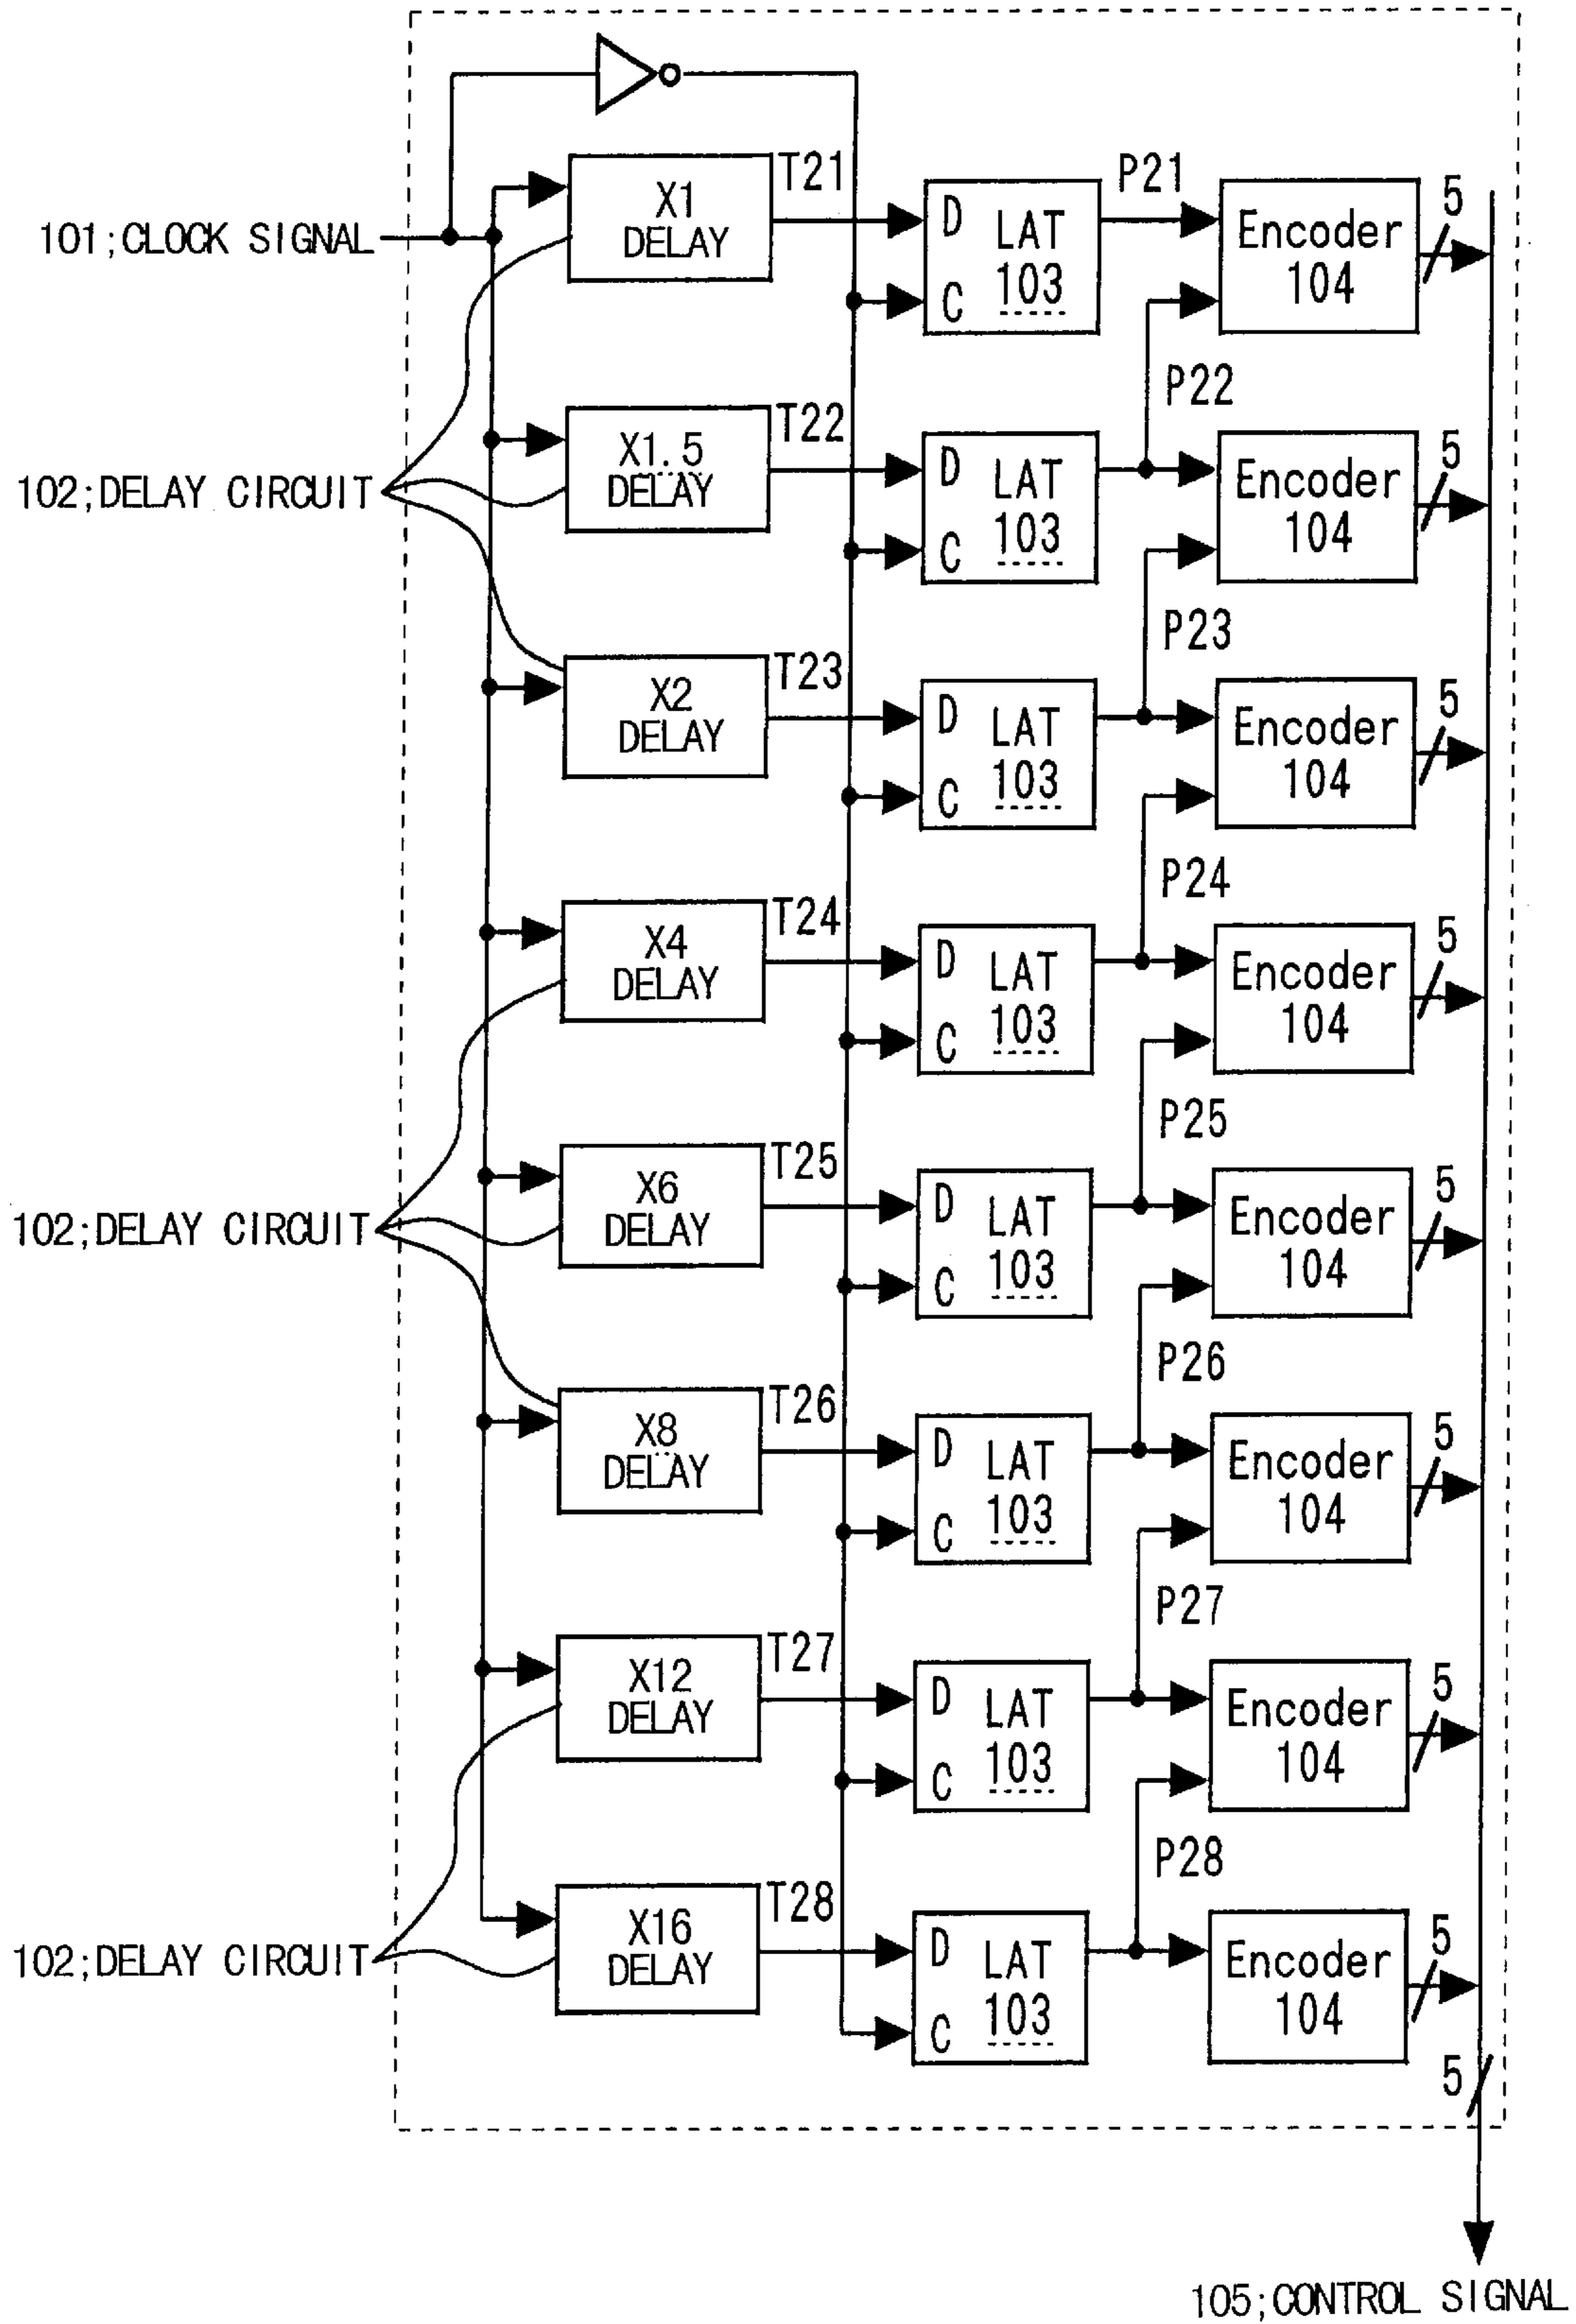 101;CLOCK SIGNAL
X1
DELAY
T21
D
LAT
103
C
P21
Encoder
104
5
P22
102;DELAY CIRCUIT
X1.5
DELAY
T22
D
LAT
103
C
Encoder
104
5
P23
X2
DELAY
T23
D
LAT
103
C
Encoder
104
5
P24
X4
DELAY
T24
D
LAT
103
C
Encoder
104
5
P25
102;DELAY CIRCUIT
X6
DELAY
T25
D
LAT
103
C
Encoder
104
5
P26
X8
DELAY
T26
D
LAT
103
C
Encoder
104
5
P27
X12
DELAY
T27
D
LAT
103
C
Encoder
104
5
P28
102;DELAY CIRCUIT
X16
DELAY
T28
D
LAT
103
C
Encoder
104
5
5
105;CONTROL SIGNAL